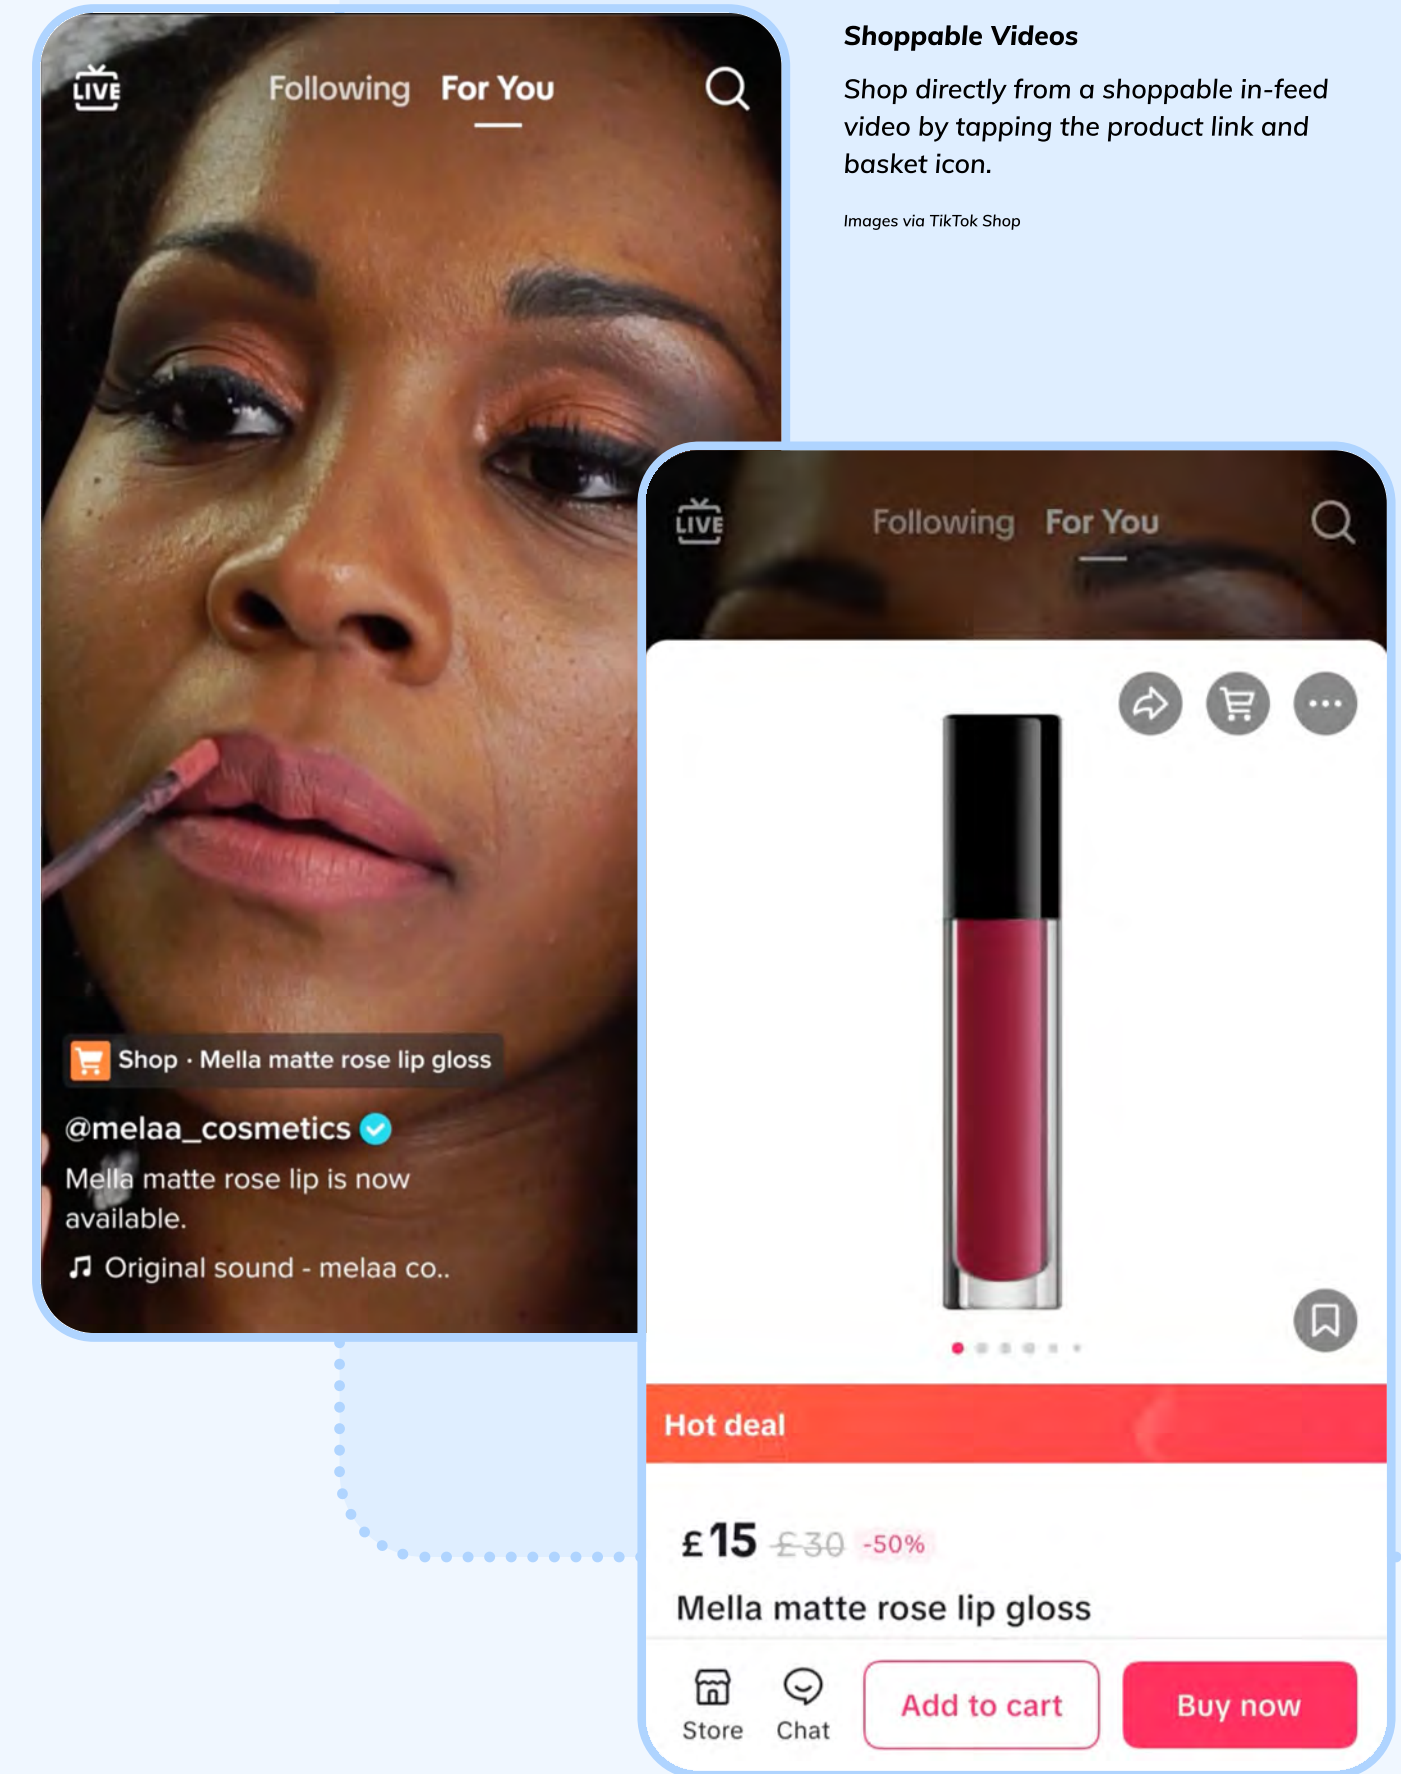 Shoppable Videos
Shop directly from a shoppable in-feed
video by tapping the product link and
basket icon.
Images via TikTok Shop
LIVE
Following For You
Shop · Mella matte rose lip gloss
@melaa_cosmetics
Mella matte rose lip is now
available.
Original sound - melaa co..
LIVE
Following For You
Hot deal
£15 £30 -50%
Mella matte rose lip gloss
Store
Chat
Add to cart
Buy now